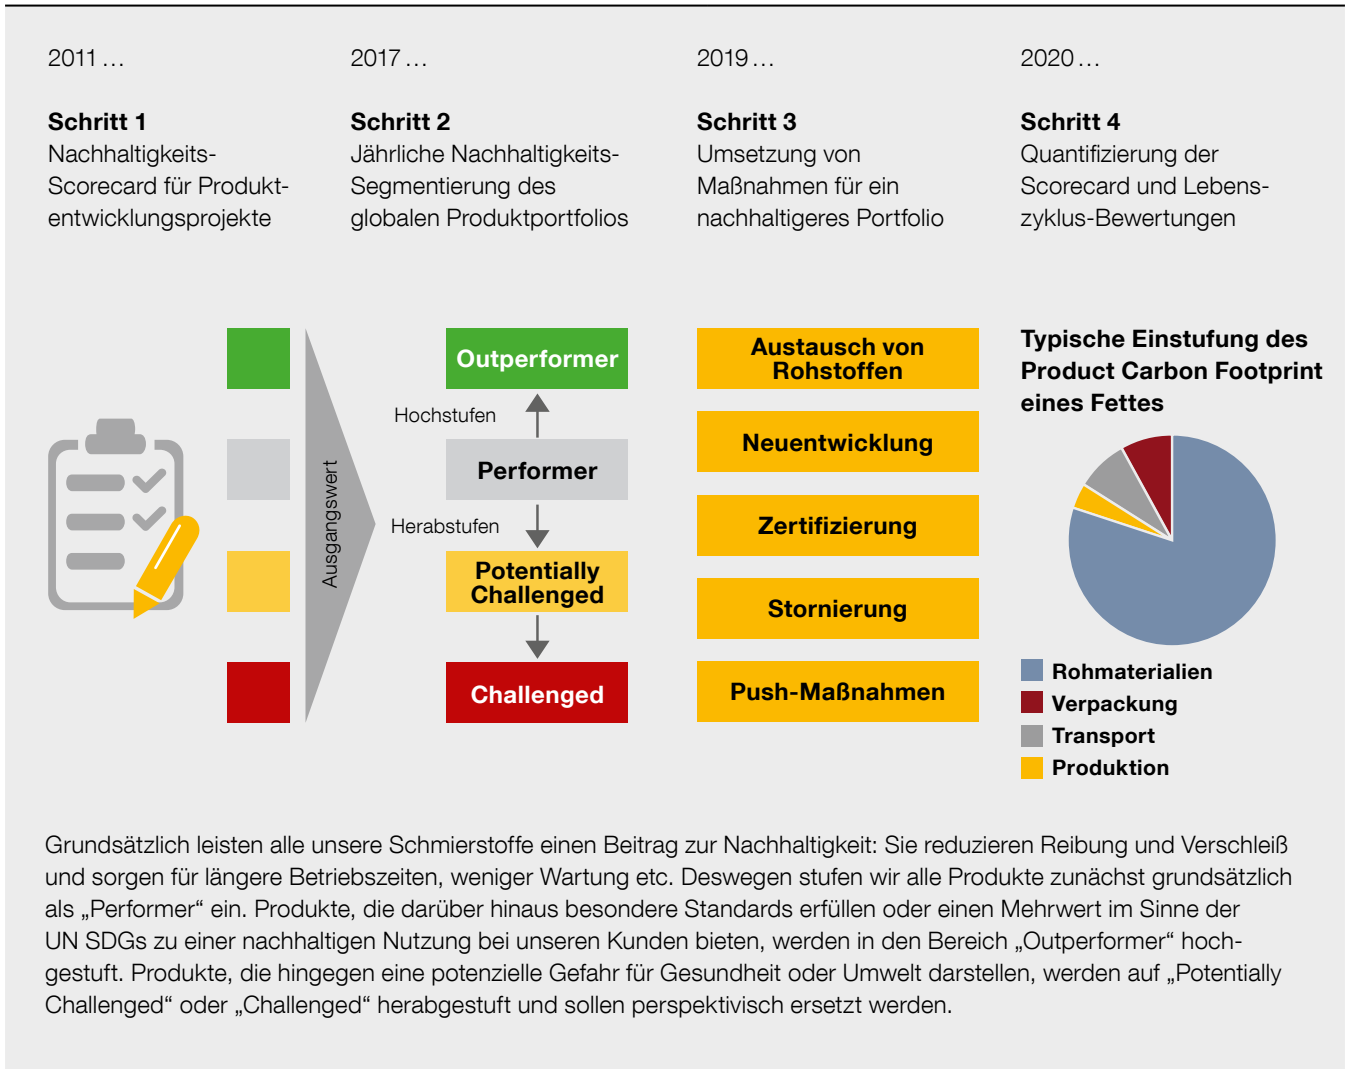 2011 …
Schritt 1
Nachhaltigkeits-
Scorecard für Produkt-
entwicklungsprojekte
2017 …
Schritt 2
Jährliche Nachhaltigkeits-
Segmentierung des
globalen Produktportfolios
2019 …
Schritt 3
Umsetzung von
Maßnahmen für ein
nachhaltigeres Portfolio
2020 …
Schritt 4
Quantifizierung der
Scorecard und Lebens-
zyklus-Bewertungen
Ausgangswert
Outperformer
Hochstufen
Performer
Herabstufen
Potentially
Challenged
Challenged
Austausch von
Rohstoffen
Neuentwicklung
Zertifizierung
Stornierung
Push-Maßnahmen
Typische Einstufung des
Product Carbon Footprint
eines Fettes
Rohmaterialien
Verpackung
Transport
Produktion
Grundsätzlich leisten alle unsere Schmierstoffe einen Beitrag zur Nachhaltigkeit: Sie reduzieren Reibung und Verschleiß
und sorgen für längere Betriebszeiten, weniger Wartung etc. Deswegen stufen wir alle Produkte zunächst grundsätzlich
als „Performer“ ein. Produkte, die darüber hinaus besondere Standards erfüllen oder einen Mehrwert im Sinne der
UN SDGs zu einer nachhaltigen Nutzung bei unseren Kunden bieten, werden in den Bereich „Outperformer“ hoch-
gestuft. Produkte, die hingegen eine potenzielle Gefahr für Gesundheit oder Umwelt darstellen, werden auf „Potentially
Challenged“ oder „Challenged“ herabgestuft und sollen perspektivisch ersetzt werden.